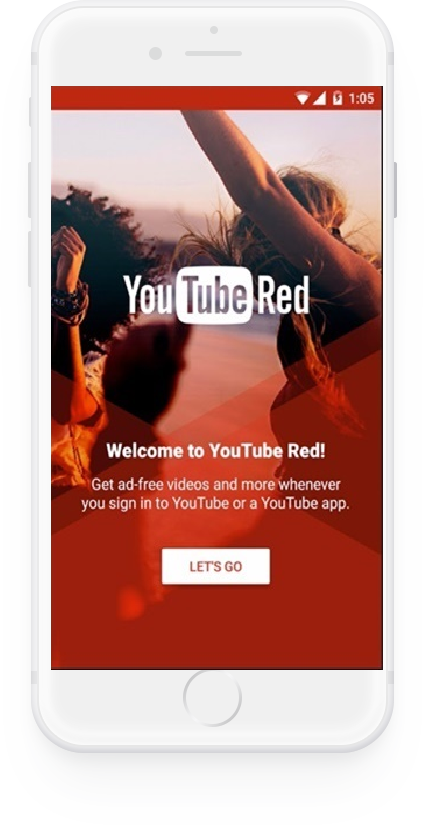 1:05
YouTube Red
Welcome to YouTube Red!
Get ad-free videos and more whenever
you sign in to YouTube or a YouTube app.
LET'S GO